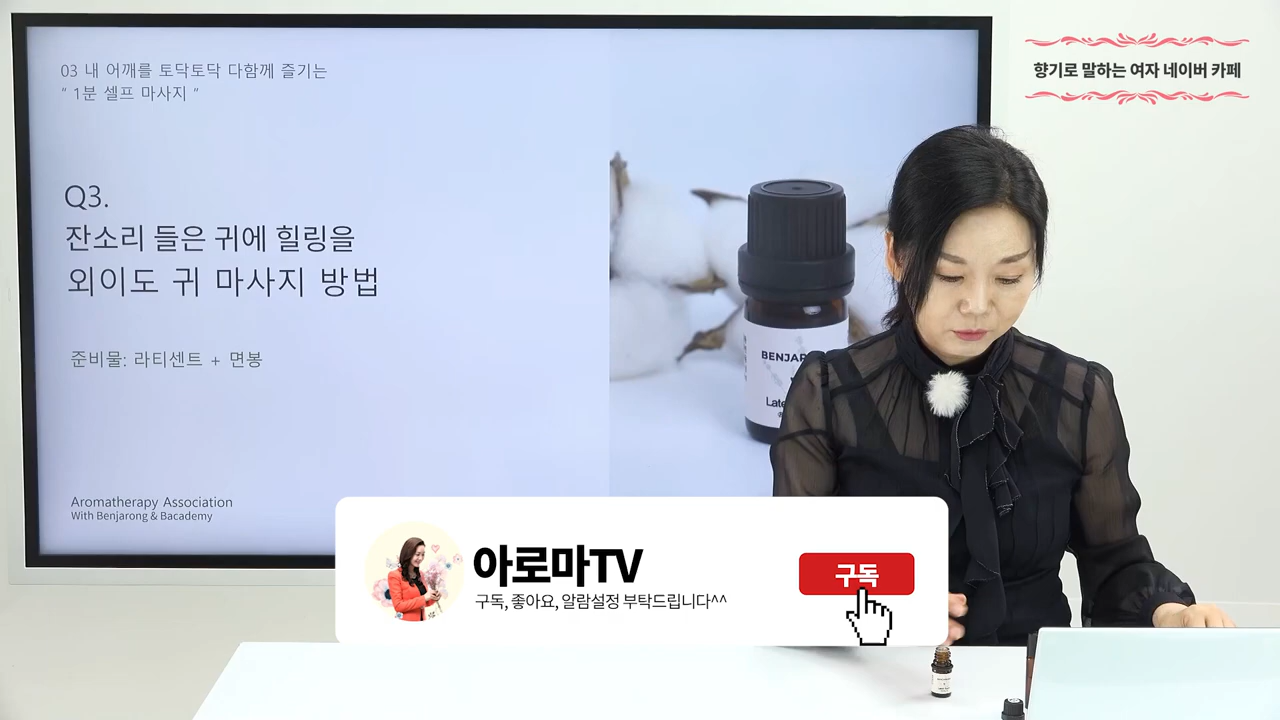 03 내 어깨를 토닥토닥 다함께 즐기는
“ 1분 셀프 마사지 ”
향기로 말하는 여자 네이버 카페
Q3.
잔소리 들은 귀에 힐링을
외이도 귀 마사지 방법
준비물: 라티센트 + 면봉
BENJAR
Late
Aromatherapy Association
With Benjarong & Bacademy
아로마TV
구독, 좋아요, 알람설정 부탁드립니다^^
구독